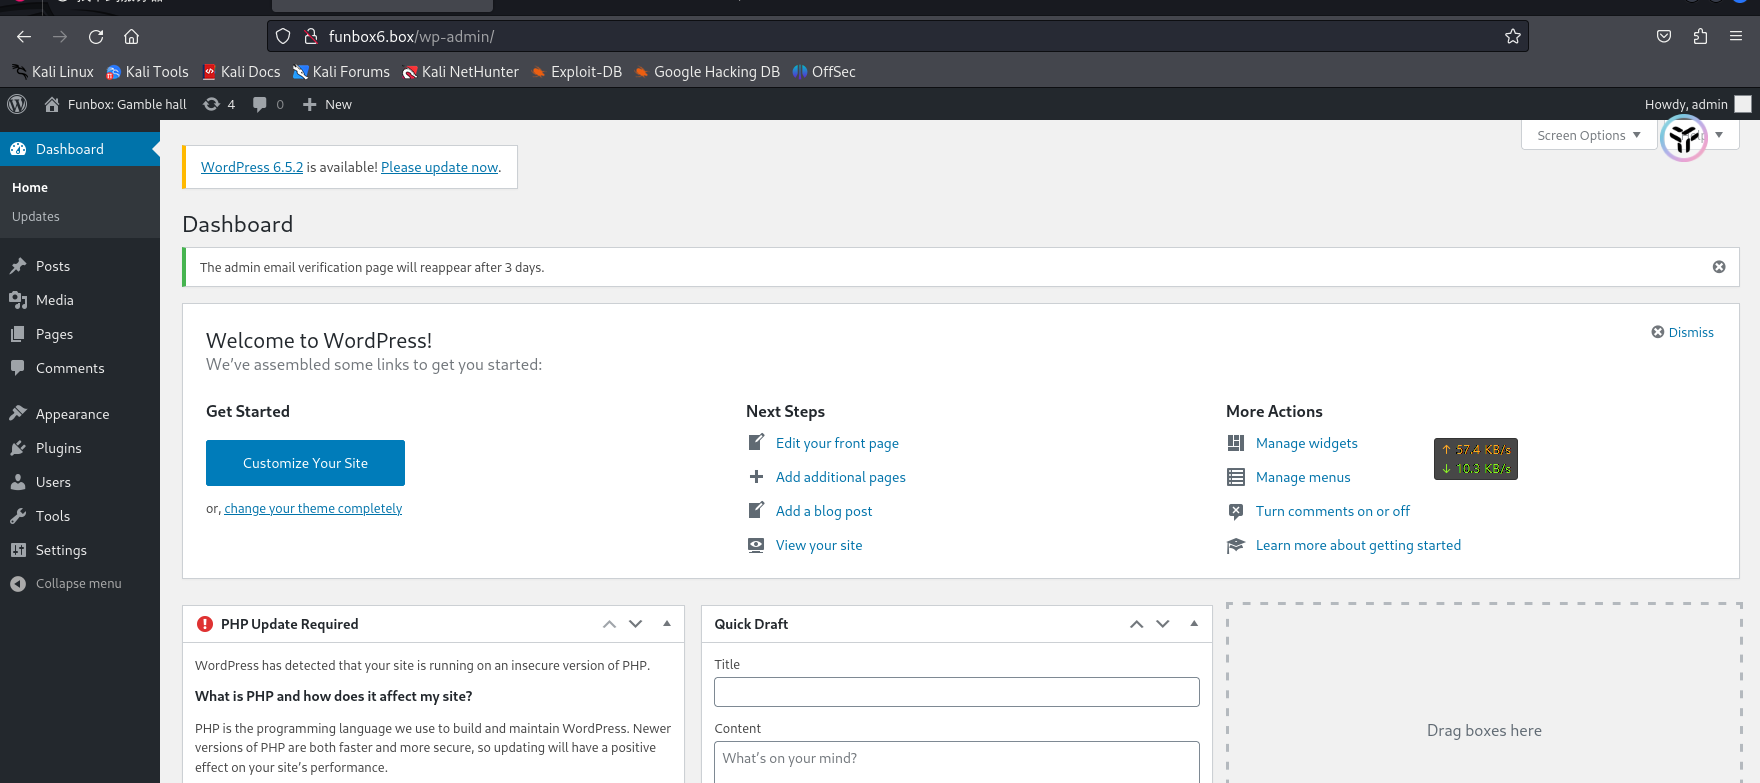 funbox6.box/wp-admin/
Kali Linux Kali Tools Kali Docs Kali Forums Kali NetHunter Exploit-DB Google Hacking DB OffSec
Funbox: Gamble hall 4 0 New Howdy, admin
Screen Options
Dashboard
Home
Updates
Posts
Media
Pages
Comments
Appearance
Plugins
Users
Tools
Settings
Collapse menu
WordPress 6.5.2 is available! Please update now.
Dashboard
The admin email verification page will reappear after 3 days.
Welcome to WordPress!
We've assembled some links to get you started:
Dismiss
Get Started
Customize Your Site
or, change your theme completely
Next Steps
Edit your front page
Add additional pages
Add a blog post
View your site
More Actions
Manage widgets
Manage menus
Turn comments on or off
Learn more about getting started
↑ 57.4 KB/s
↓ 10.3 KB/s
PHP Update Required
WordPress has detected that your site is running on an insecure version of PHP.
What is PHP and how does it affect my site?
PHP is the programming language we use to build and maintain WordPress. Newer
versions of PHP are both faster and more secure, so updating will have a positive
effect on your site's performance.
Quick Draft
Title
Content
What's on your mind?
Drag boxes here